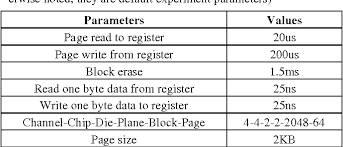 erwise noted, they are default experiment parameters)
Parameters Values
Page read to register 20us
Page write from register 200us
Block erase 1.5ms
Read one byte data from register 25ns
Write one byte data to register 25ns
Channel-Chip-Die-Plane-Block-Page 4-4-2-2-2048-64
Page size 2KB